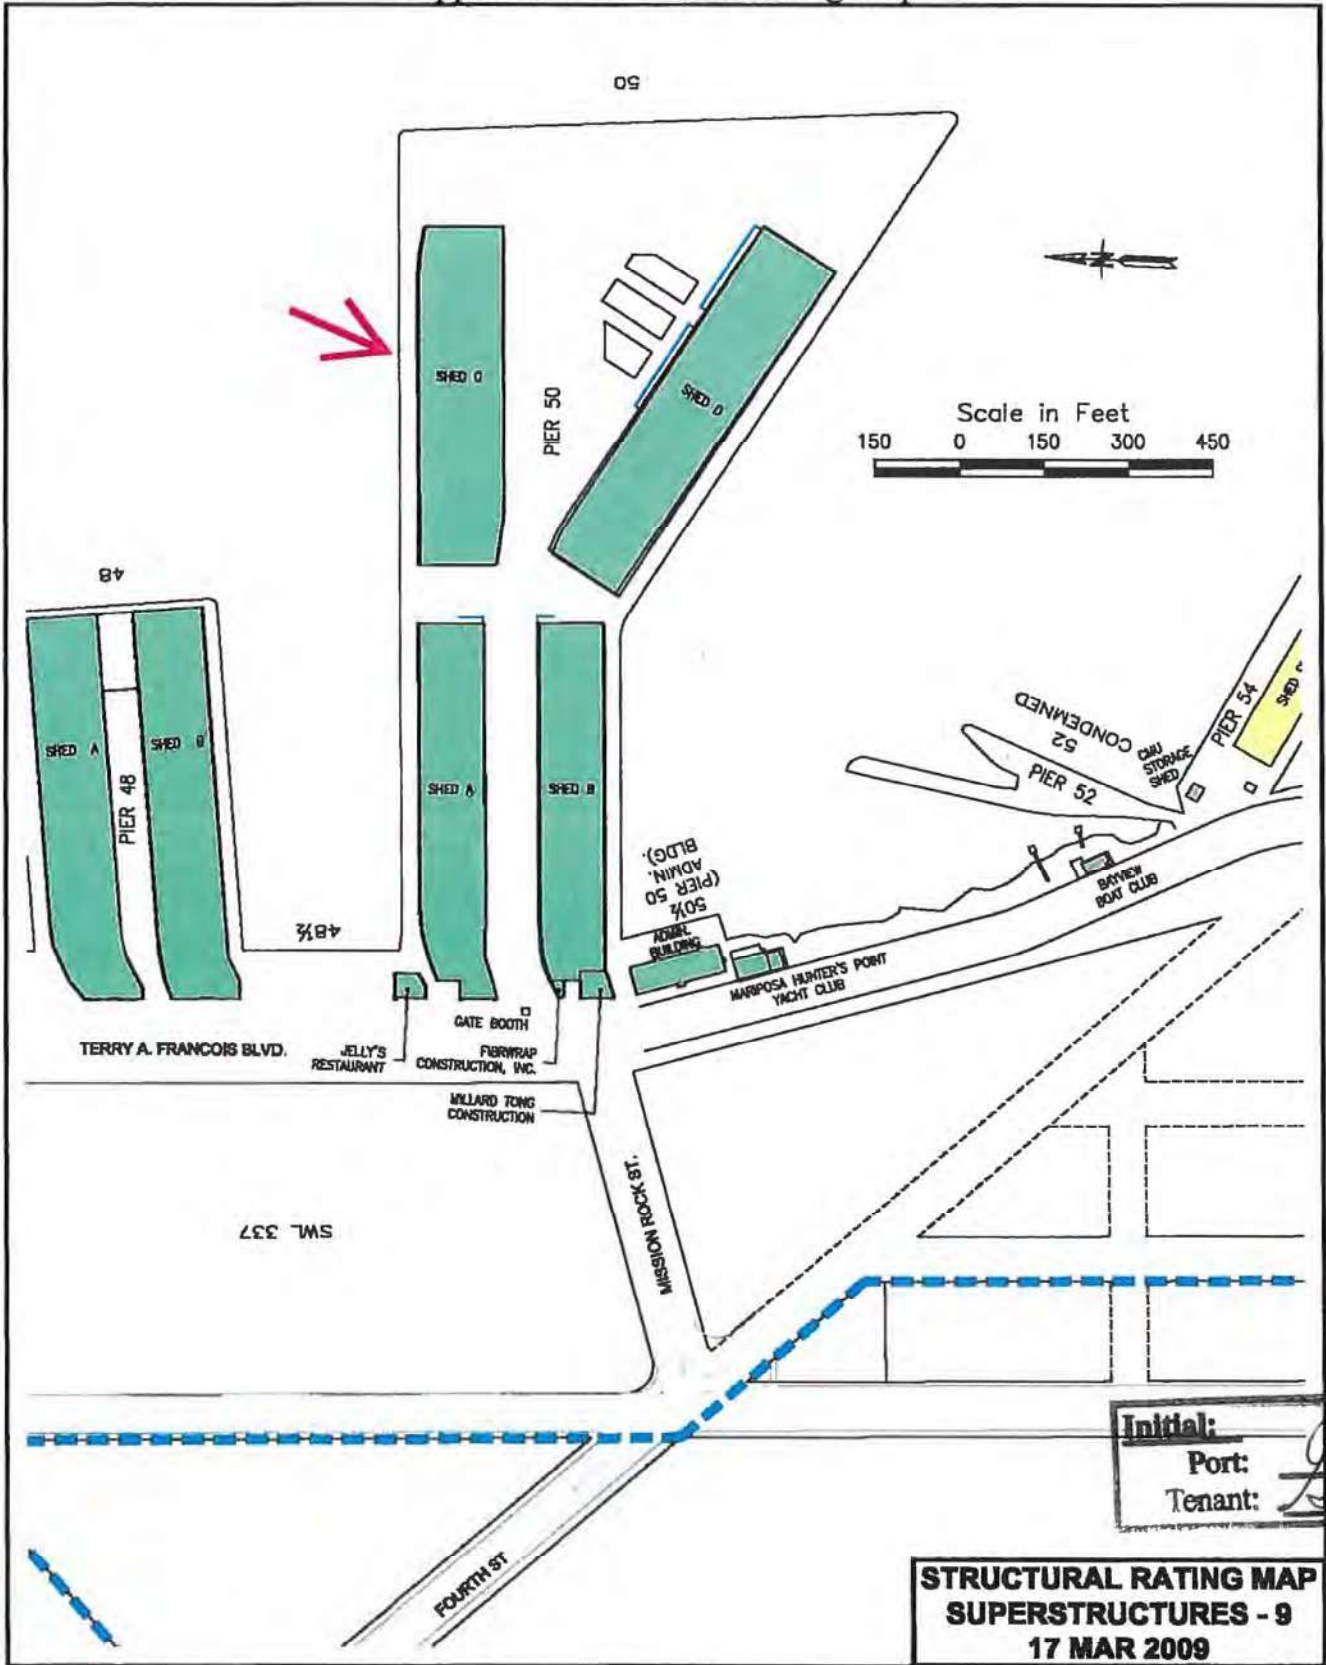 50
SHED C
SHED D
PIER 50
Scale in Feet
150 0 150 300 450
48
SHED A
SHED B
PIER 48
SHED A
SHED B
52
CONDEMNED
PIER 52
CMU
STORAGE
SHED
PIER 54
SHED
50½
(PIER 50
ADMIN.
BLDG).
ADMIN.
BUILDING
BAYVIEW
BOAT CLUB
MARIPOSA HUNTER'S POINT
YACHT CLUB
48½
GATE BOOTH
TERRY A. FRANCOIS BLVD.
JELLY'S
RESTAURANT
FIBRWRAP
CONSTRUCTION, INC.
MILLARD TONG
CONSTRUCTION
MISSION ROCK ST.
SWL 337
FOURTH ST
Initial:
Port:
Tenant:
STRUCTURAL RATING MAP
SUPERSTRUCTURES - 9
17 MAR 2009